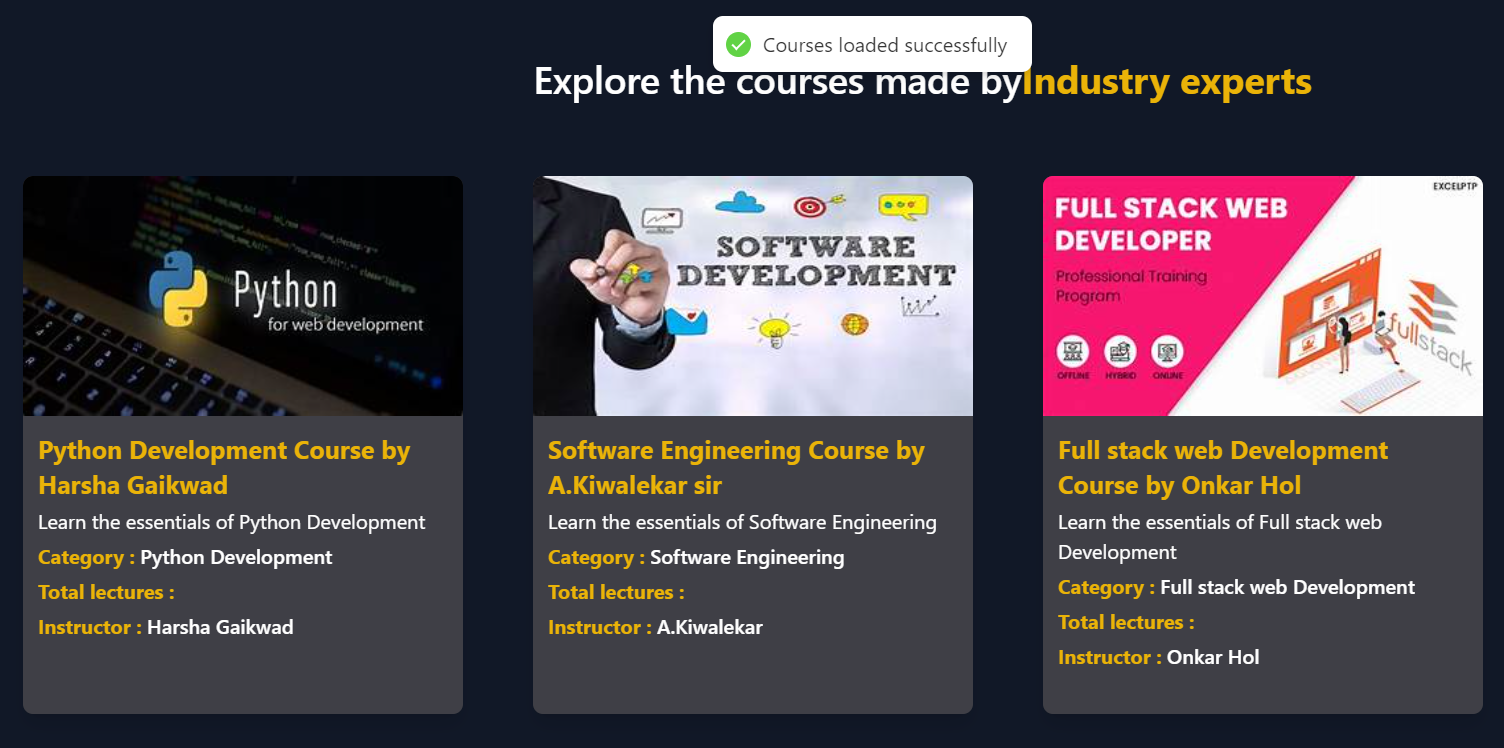 Courses loaded successfully
Explore the courses made byIndustry experts
Python
for web development
SOFTWARE
DEVELOPMENT
EXCELPTP
FULL STACK WEB
DEVELOPER
Professional Training
Program
OFFLINE HYBRID ONLINE
fullstack
Python Development Course by
Harsha Gaikwad
Learn the essentials of Python Development
Category : Python Development
Total lectures :
Instructor : Harsha Gaikwad
Software Engineering Course by
A.Kiwalekar sir
Learn the essentials of Software Engineering
Category : Software Engineering
Total lectures :
Instructor : A.Kiwalekar
Full stack web Development
Course by Onkar Hol
Learn the essentials of Full stack web
Development
Category : Full stack web Development
Total lectures :
Instructor : Onkar Hol